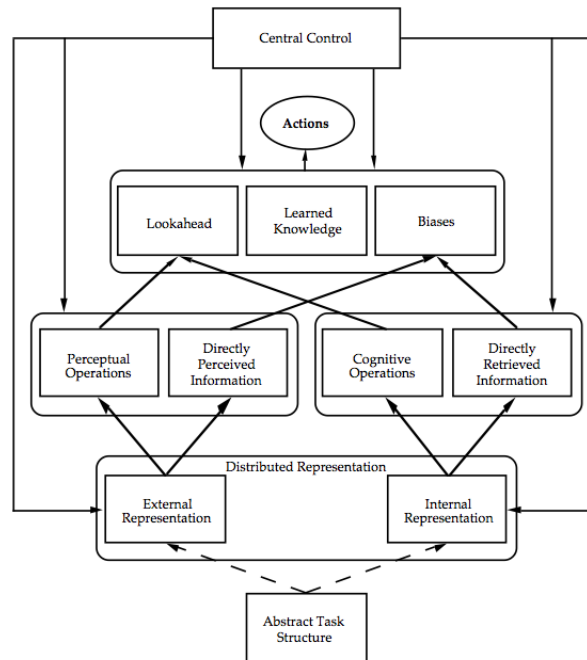 Central Control
Actions
Lookahead
Learned
Knowledge
Biases
Perceptual
Operations
Directly
Perceived
Information
Cognitive
Operations
Directly
Retrieved
Information
Distributed Representation
External
Representation
Internal
Representation
Abstract Task
Structure